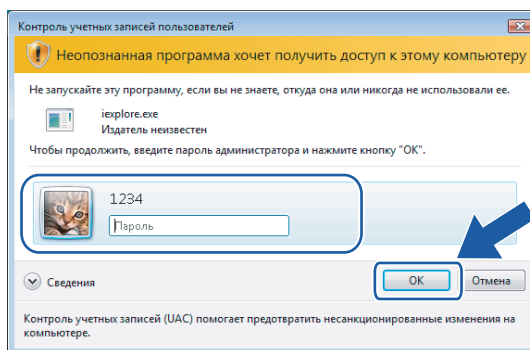 Контроль учетных записей пользователей
Неопознанная программа хочет получить доступ к этому компьютеру
Не запускайте эту программу, если вы не знаете, откуда она или никогда не использовали ее.
iexplore.exe
Издатель неизвестен
Чтобы продолжить, введите пароль администратора и нажмите кнопку "ОК".
1234
Пароль
Сведения
ОК
Отмена
Контроль учетных записей (UAC) помогает предотвратить несанкционированные изменения на
компьютере.